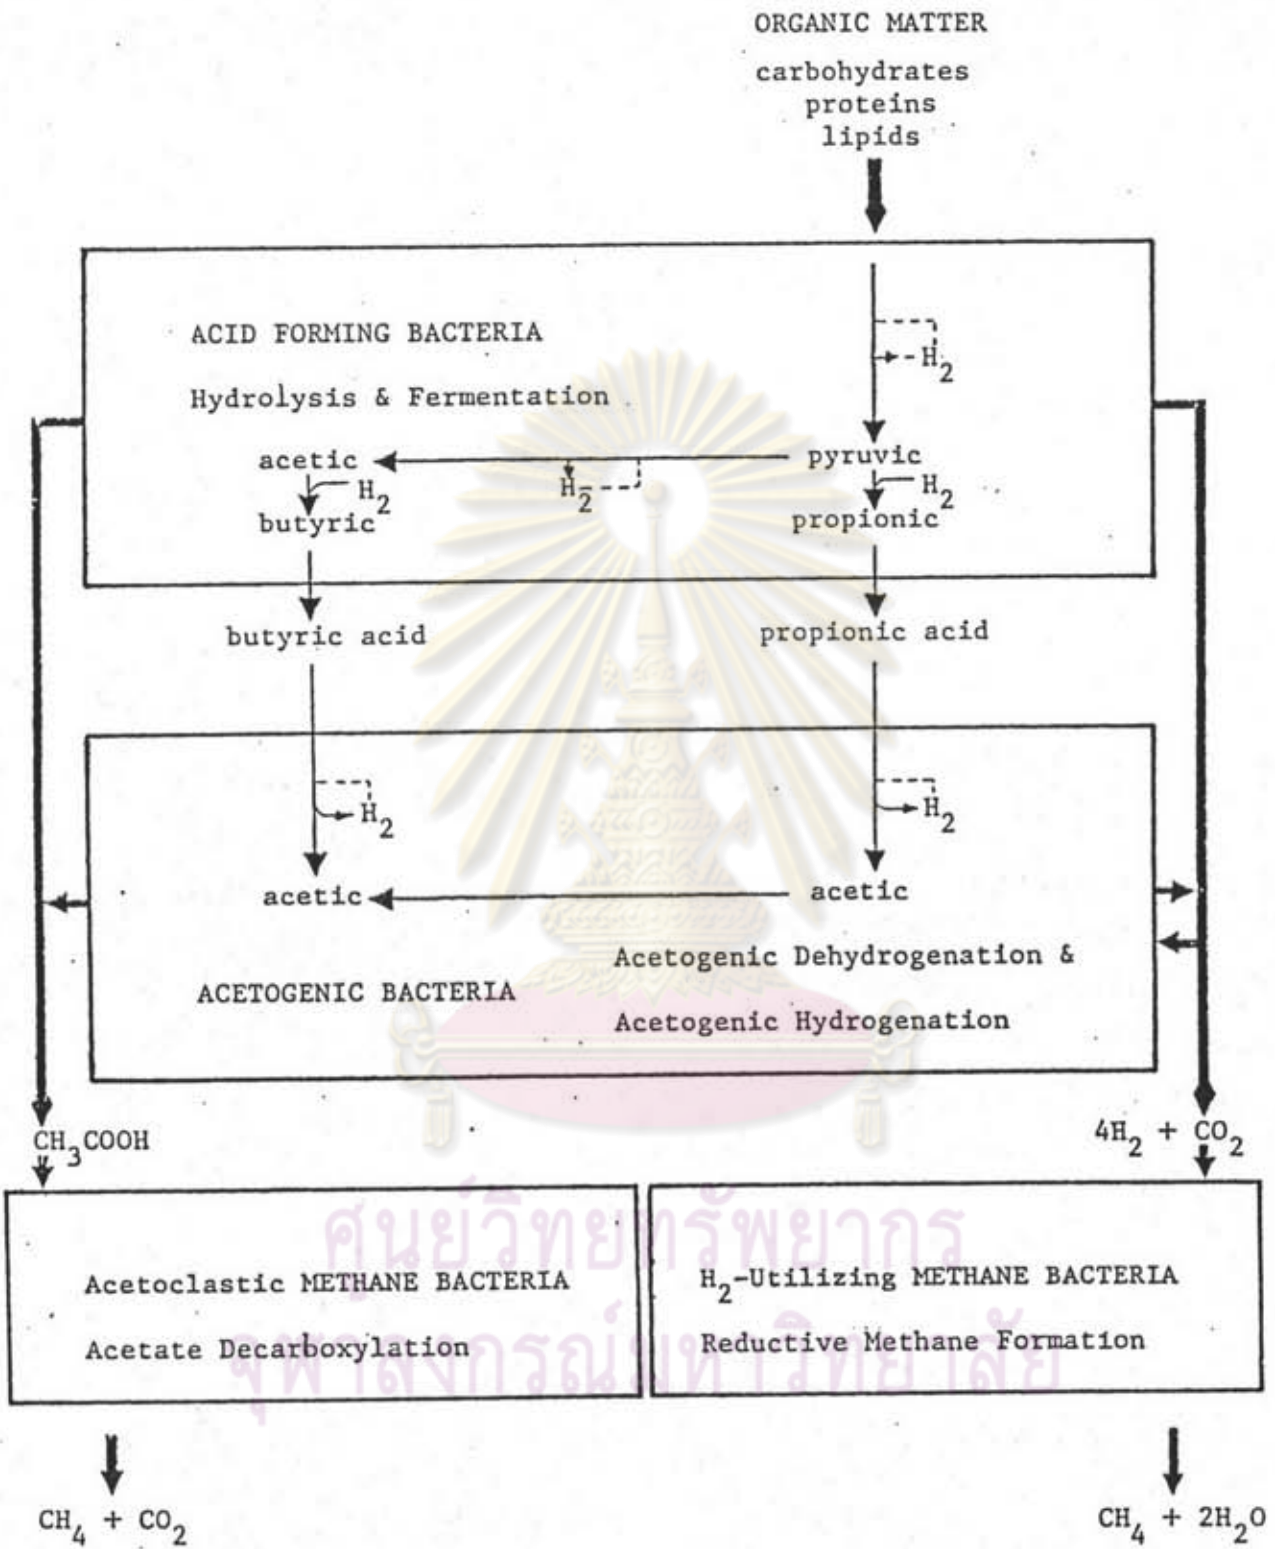 ORGANIC MATTER
carbohydrates
proteins
lipids
ACID FORMING BACTERIA
H₂
Hydrolysis & Fermentation
acetic
pyruvic
H₂
H₂
H₂
butyric
propionic
butyric acid
propionic acid
H₂
H₂
acetic
acetic
Acetogenic Dehydrogenation &
ACETOGENIC BACTERIA
Acetogenic Hydrogenation
CH₃COOH
4H₂ + CO₂
ศูนย์วิทยทรัพยากร
Acetoclastic METHANE BACTERIA
H₂-Utilizing METHANE BACTERIA
Acetate Decarboxylation
Reductive Methane Formation
จุฬาลงกรณ์มหาวิทยาลัย
CH₄ + CO₂
CH₄ + 2H₂O